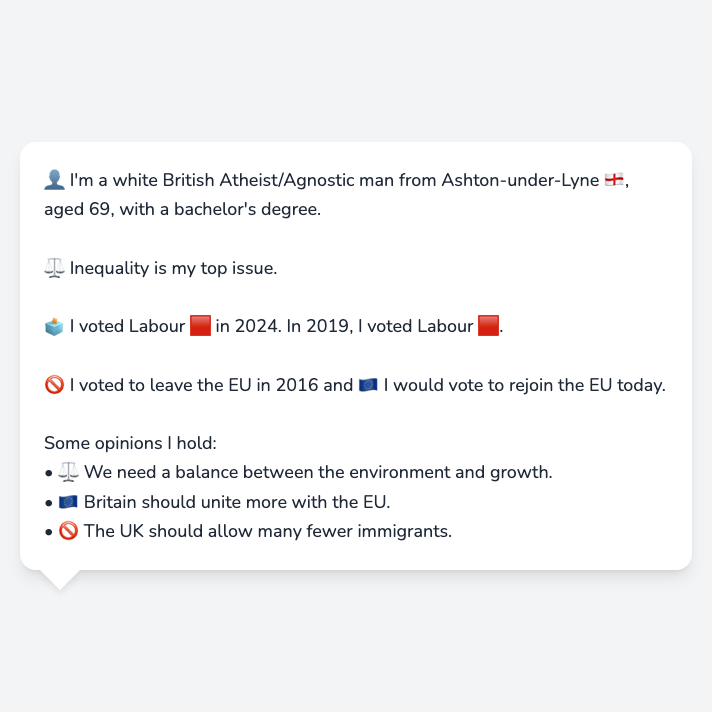 👤 I'm a white British Atheist/Agnostic man from Ashton-under-Lyne 🏴󠁧󠁢󠁥󠁮󠁧󠁿,
aged 69, with a bachelor's degree.
⚖️ Inequality is my top issue.
🗳️ I voted Labour 🟥 in 2024. In 2019, I voted Labour 🟥.
🚫 I voted to leave the EU in 2016 and 🇪🇺 I would vote to rejoin the EU today.
Some opinions I hold:
• ⚖️ We need a balance between the environment and growth.
• 🇪🇺 Britain should unite more with the EU.
• 🚫 The UK should allow many fewer immigrants.